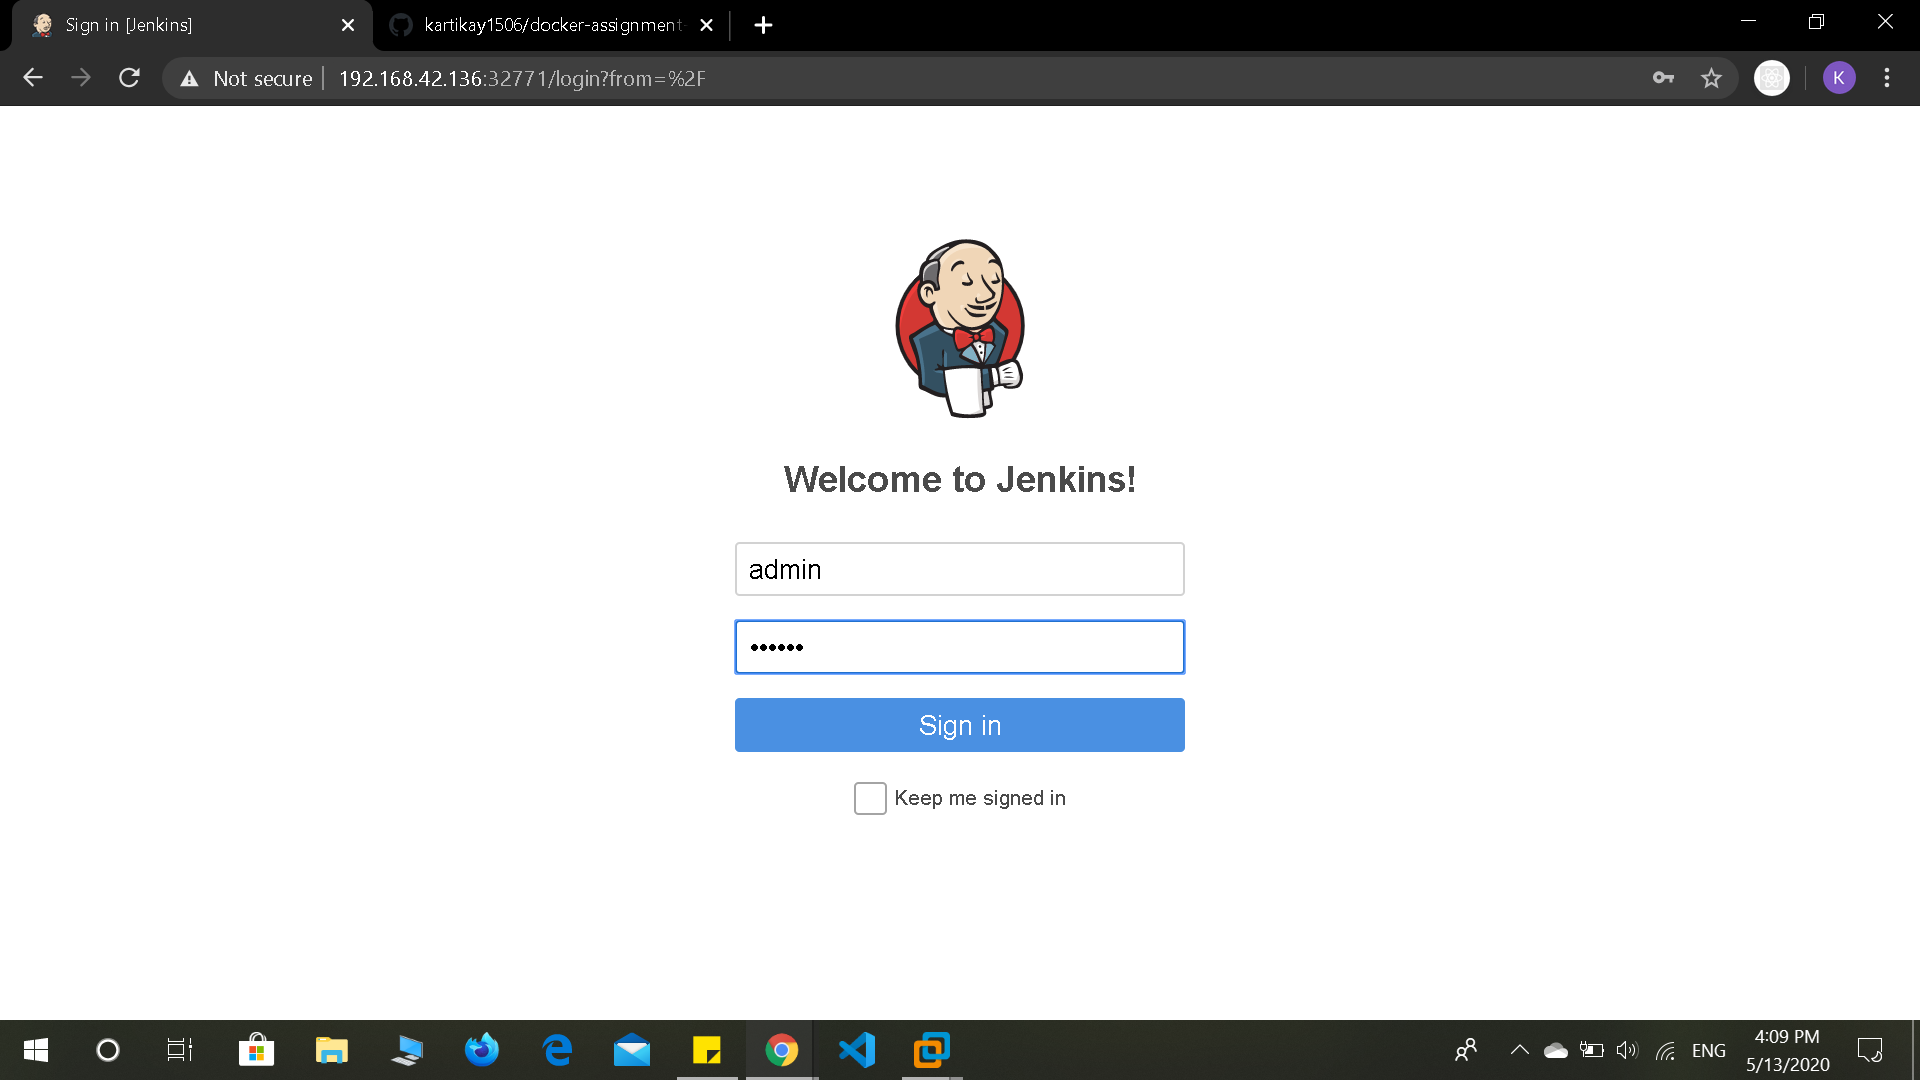 Sign in [Jenkins]
kartikay1506/docker-assignment-
Not secure
192.168.42.136:32771/login?from=%2F
K
Welcome to Jenkins!
admin
••••••
Sign in
Keep me signed in
ENG
4:09 PM
5/13/2020